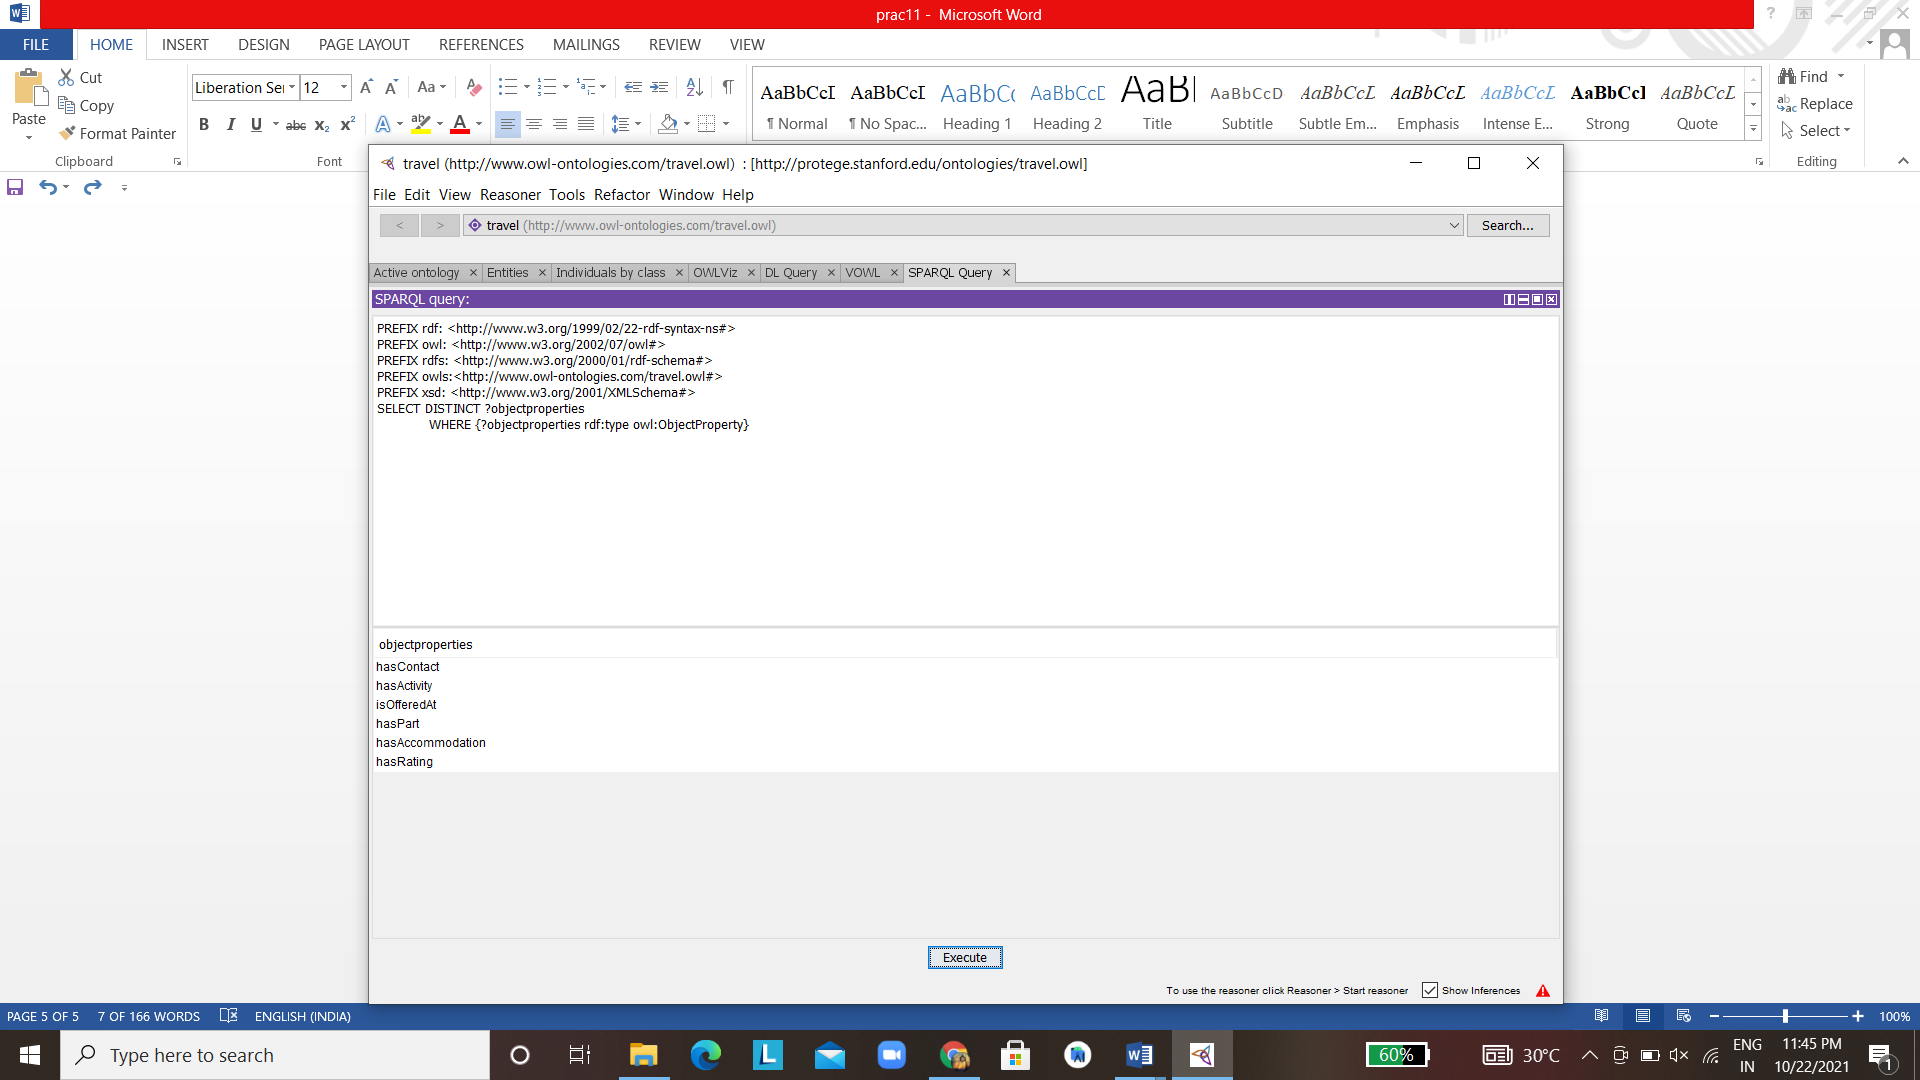 prac11 - Microsoft Word
FILE HOME INSERT DESIGN PAGE LAYOUT REFERENCES MAILINGS REVIEW VIEW
Paste
Cut
Copy
Format Painter
Clipboard
Liberation Se
12
Aa
B I U abc x₂ x²
Font
AaBbCcI AaBbCcI AaBbCc AaBbCcD AaBl AaBbCcD AaBbCcL AaBbCcL AaBbCcL AaBbCcI AaBbCcL
¶ Normal ¶ No Spac... Heading 1 Heading 2 Title Subtitle Subtle Em... Emphasis Intense E... Strong Quote
Find
Replace
Select
Editing
travel (http://www.owl-ontologies.com/travel.owl) : [http://protege.stanford.edu/ontologies/travel.owl]
File Edit View Reasoner Tools Refactor Window Help
< > travel (http://www.owl-ontologies.com/travel.owl) Search...
Active ontology × Entities × Individuals by class × OWLViz × DL Query × VOWL × SPARQL Query ×
SPARQL query:
PREFIX rdf: <http://www.w3.org/1999/02/22-rdf-syntax-ns#>
PREFIX owl: <http://www.w3.org/2002/07/owl#>
PREFIX rdfs: <http://www.w3.org/2000/01/rdf-schema#>
PREFIX owls:<http://www.owl-ontologies.com/travel.owl#>
PREFIX xsd: <http://www.w3.org/2001/XMLSchema#>
SELECT DISTINCT ?objectproperties
WHERE {?objectproperties rdf:type owl:ObjectProperty}
objectproperties
hasContact
hasActivity
isOfferedAt
hasPart
hasAccommodation
hasRating
Execute
To use the reasoner click Reasoner > Start reasoner Show Inferences
PAGE 5 OF 5 7 OF 166 WORDS ENGLISH (INDIA) 100%
Type here to search
60%
30°C
ENG
IN
11:45 PM
10/22/2021
1